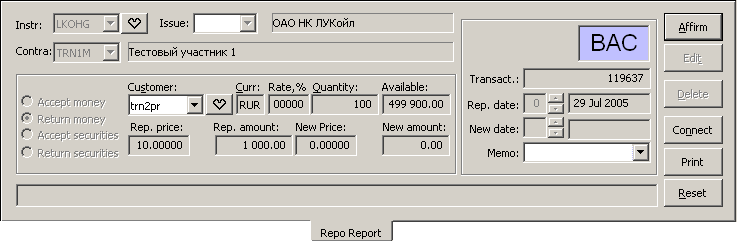 Instr: LKOHG Issue: ОАО НК ЛУКойл
Contra: TRN1M Тестовый участник 1
Accept money
Return money
Accept securities
Return securities
Customer: Curr: Rate,% Quantity: Available:
trn2pr RUR 00000 100 499 900.00
Rep. price: Rep. amount: New Price: New amount:
10.00000 1 000.00 0.00000 0.00
BAC
Transact.: 119637
Rep. date: 0 29 Jul 2005
New date:
Memo:
Affirm
Edit
Delete
Connect
Print
Reset
Repo Report